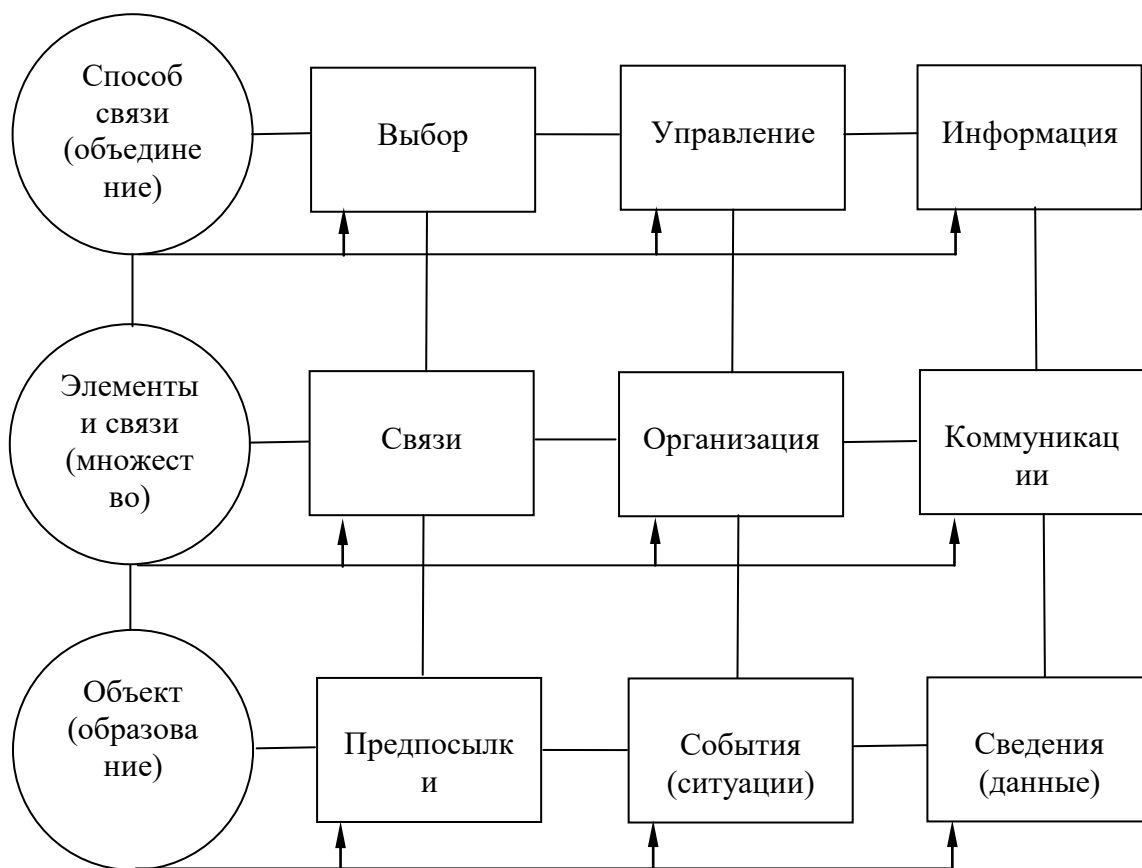 Способ
связи
(объедине
ние)
Выбор
Управление
Информация
Элементы
и связи
(множест
во)
Связи
Организация
Коммуникац
ии
Объект
(образова
ние)
Предпосылк
и
События
(ситуации)
Сведения
(данные)